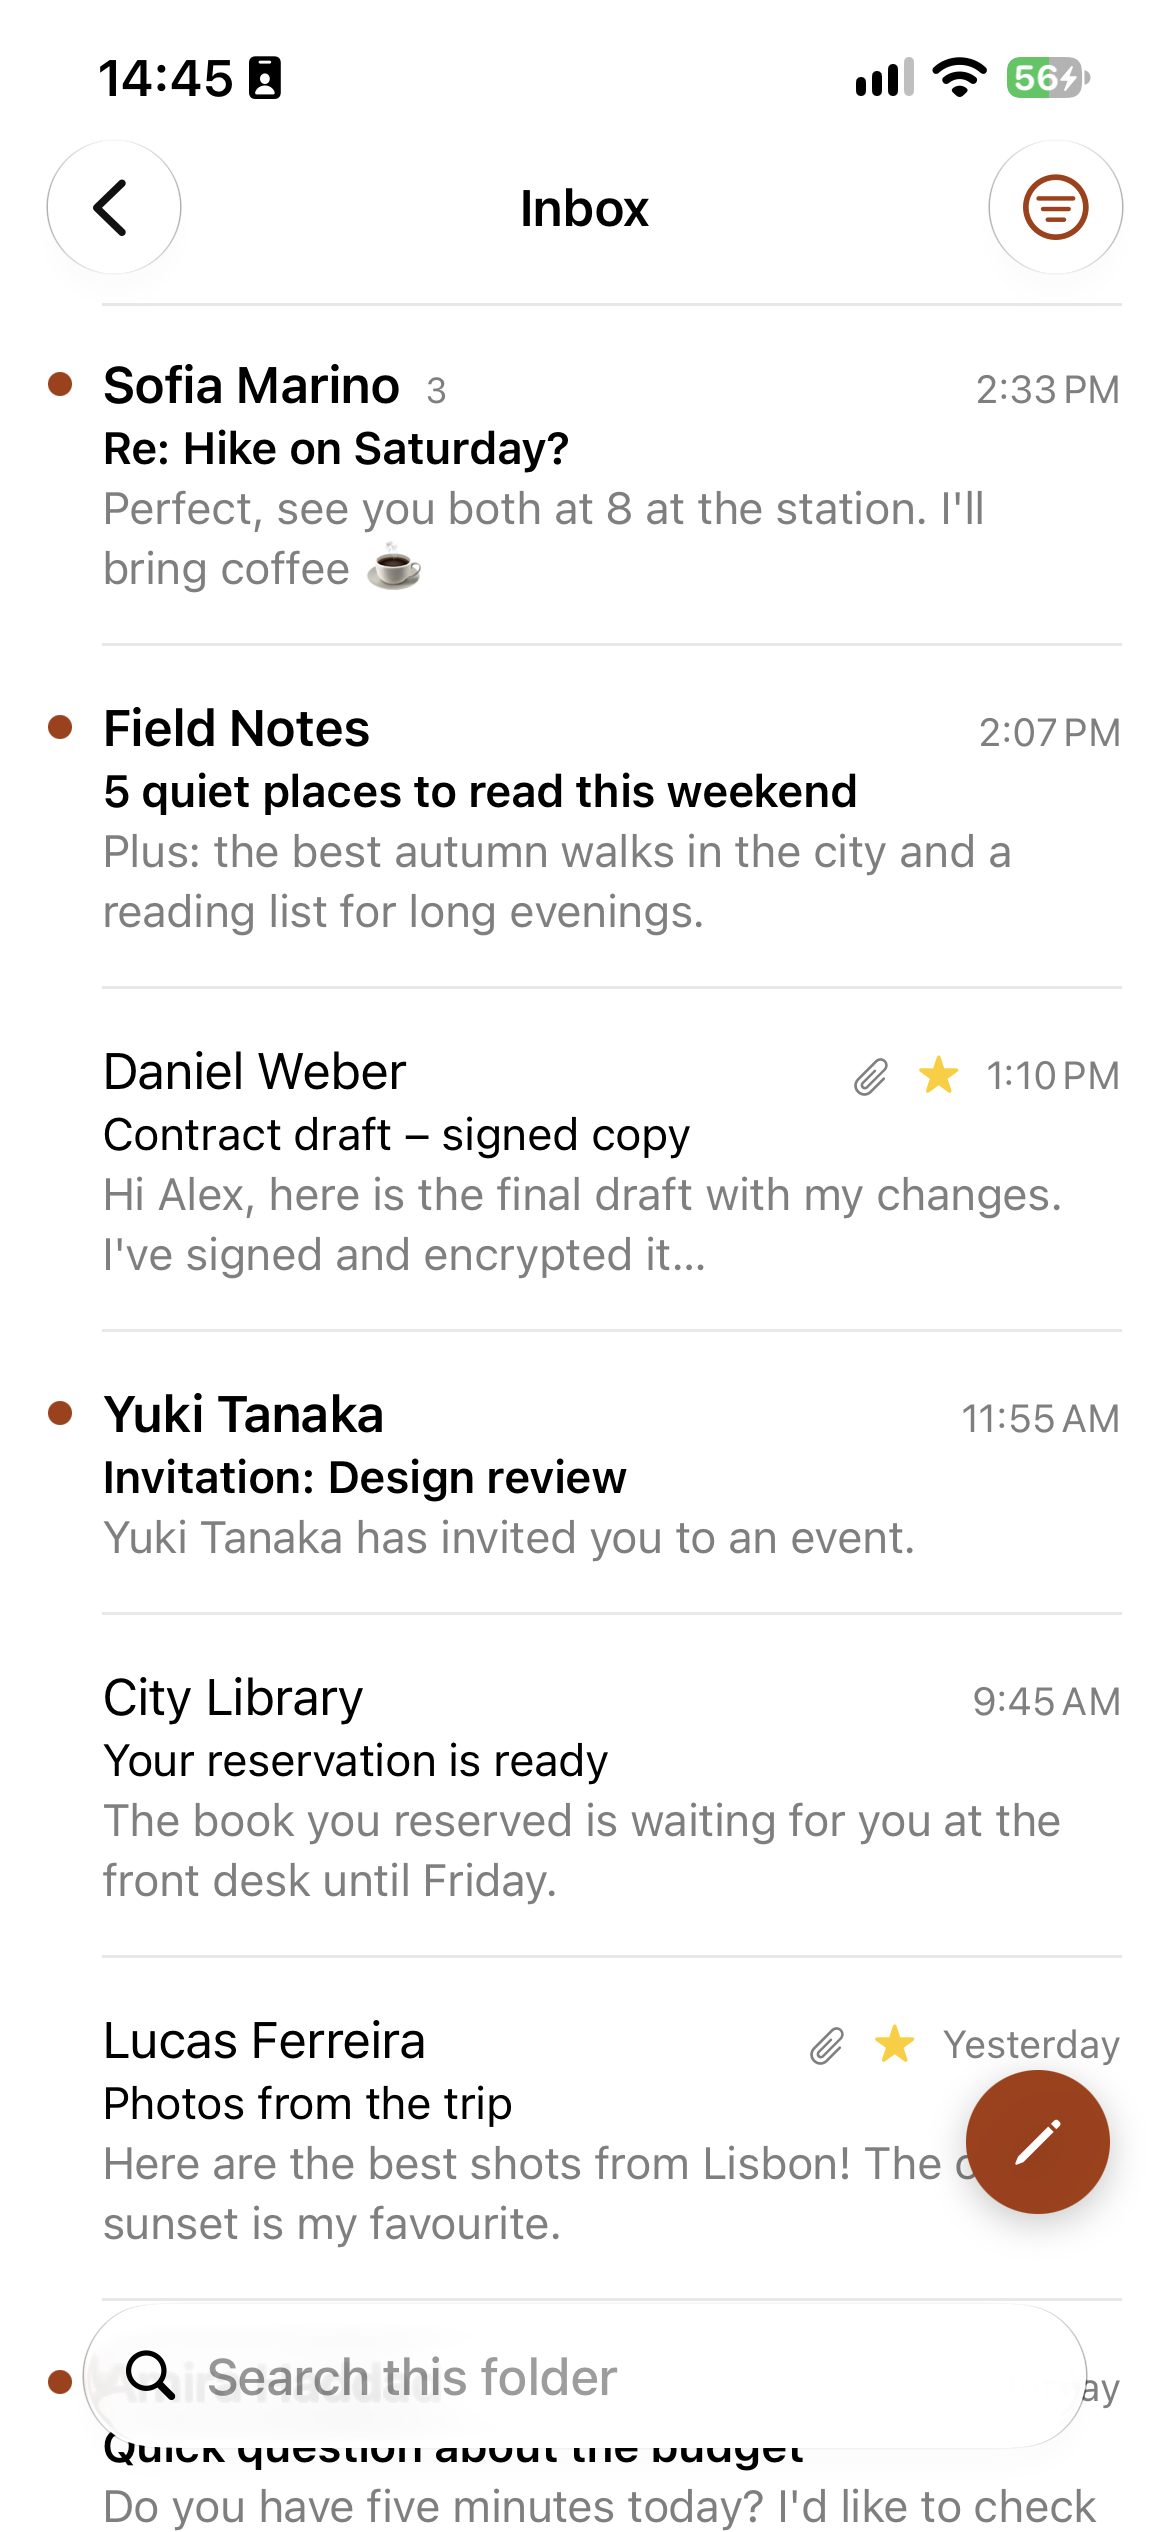 14:45
56
Inbox
Sofia Marino 3 2:33 PM
Re: Hike on Saturday?
Perfect, see you both at 8 at the station. I'll
bring coffee ☕
Field Notes 2:07 PM
5 quiet places to read this weekend
Plus: the best autumn walks in the city and a
reading list for long evenings.
Daniel Weber 1:10 PM
Contract draft – signed copy
Hi Alex, here is the final draft with my changes.
I've signed and encrypted it...
Yuki Tanaka 11:55 AM
Invitation: Design review
Yuki Tanaka has invited you to an event.
City Library 9:45 AM
Your reservation is ready
The book you reserved is waiting for you at the
front desk until Friday.
Lucas Ferreira Yesterday
Photos from the trip
Here are the best shots from Lisbon! The
sunset is my favourite.
Search this folder
Quick question about the budget
Do you have five minutes today? I'd like to check